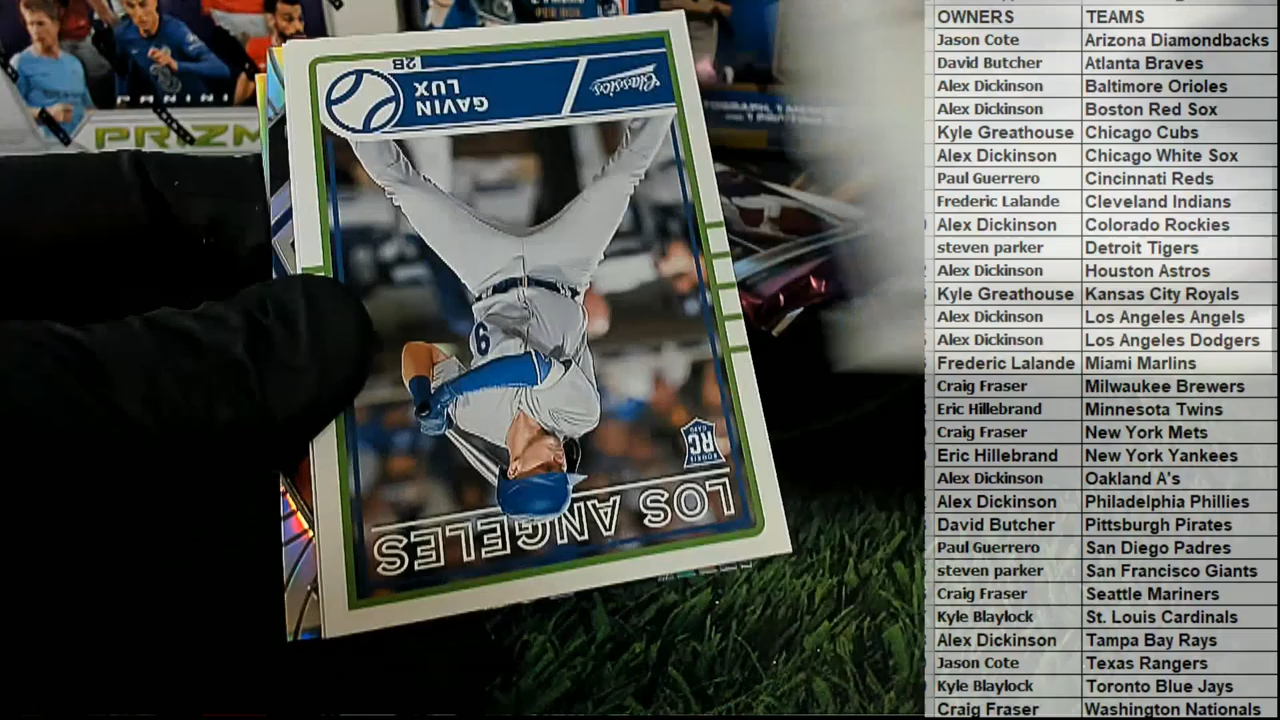 PANINI
PRIZM
2B
GAVIN
LUX
Classics
9
ROOKIE
RC
CARD
LOS ANGELES
OWNERS TEAMS
Jason Cote Arizona Diamondbacks
David Butcher Atlanta Braves
Alex Dickinson Baltimore Orioles
Alex Dickinson Boston Red Sox
Kyle Greathouse Chicago Cubs
Alex Dickinson Chicago White Sox
Paul Guerrero Cincinnati Reds
Frederic Lalande Cleveland Indians
Alex Dickinson Colorado Rockies
steven parker Detroit Tigers
Alex Dickinson Houston Astros
Kyle Greathouse Kansas City Royals
Alex Dickinson Los Angeles Angels
Alex Dickinson Los Angeles Dodgers
Frederic Lalande Miami Marlins
Craig Fraser Milwaukee Brewers
Eric Hillebrand Minnesota Twins
Craig Fraser New York Mets
Eric Hillebrand New York Yankees
Alex Dickinson Oakland A's
Alex Dickinson Philadelphia Phillies
David Butcher Pittsburgh Pirates
Paul Guerrero San Diego Padres
steven parker San Francisco Giants
Craig Fraser Seattle Mariners
Kyle Blaylock St. Louis Cardinals
Alex Dickinson Tampa Bay Rays
Jason Cote Texas Rangers
Kyle Blaylock Toronto Blue Jays
Craig Fraser Washington Nationals